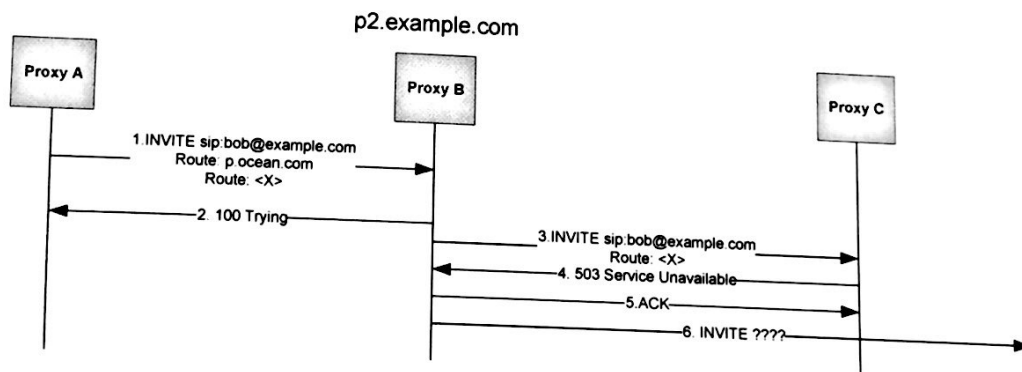 p2.example.com
Proxy A
Proxy B
Proxy C
1.INVITE sip:bob@example.com
Route: p.ocean.com
Route: <X>
2. 100 Trying
3.INVITE sip:bob@example.com
Route: <X>
4. 503 Service Unavailable
5.ACK
6. INVITE ????